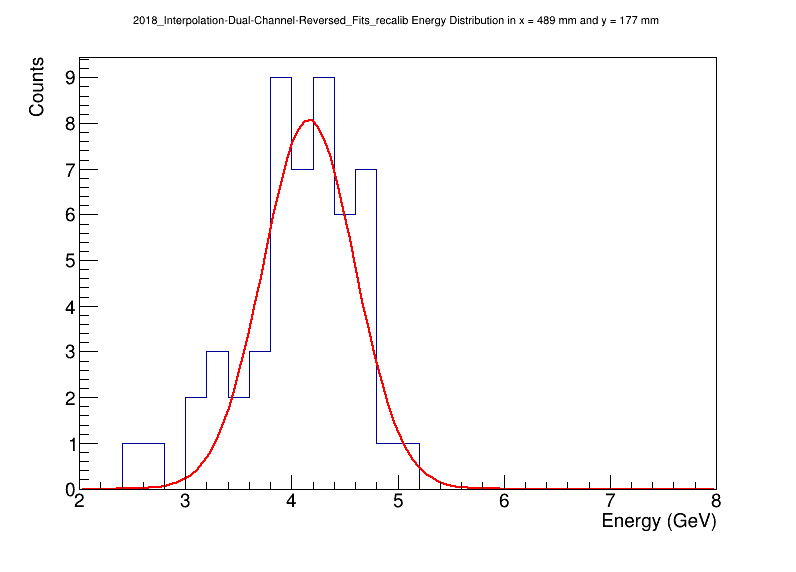 2018_Interpolation-Dual-Channel-Reversed_Fits_recalib Energy Distribution in x = 489 mm and y = 177 mm
Counts
9
8
7
6
5
4
3
2
1
0
2 3 4 5 6 7 8
Energy (GeV)